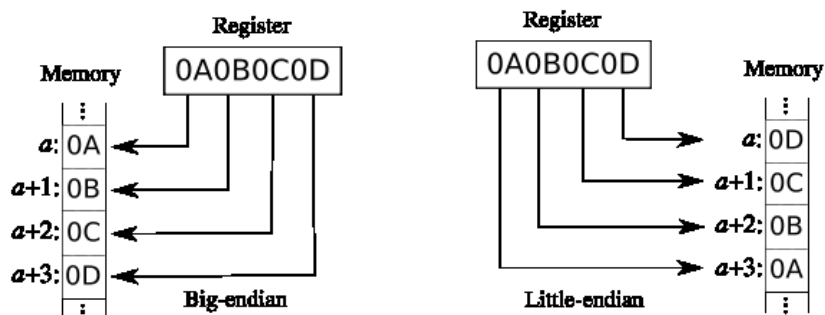 Register
0A0B0C0D
Memory
a: 0A
a+1: 0B
a+2: 0C
a+3: 0D
Big-endian
Register
0A0B0C0D
Memory
a: 0D
a+1: 0C
a+2: 0B
a+3: 0A
Little-endian